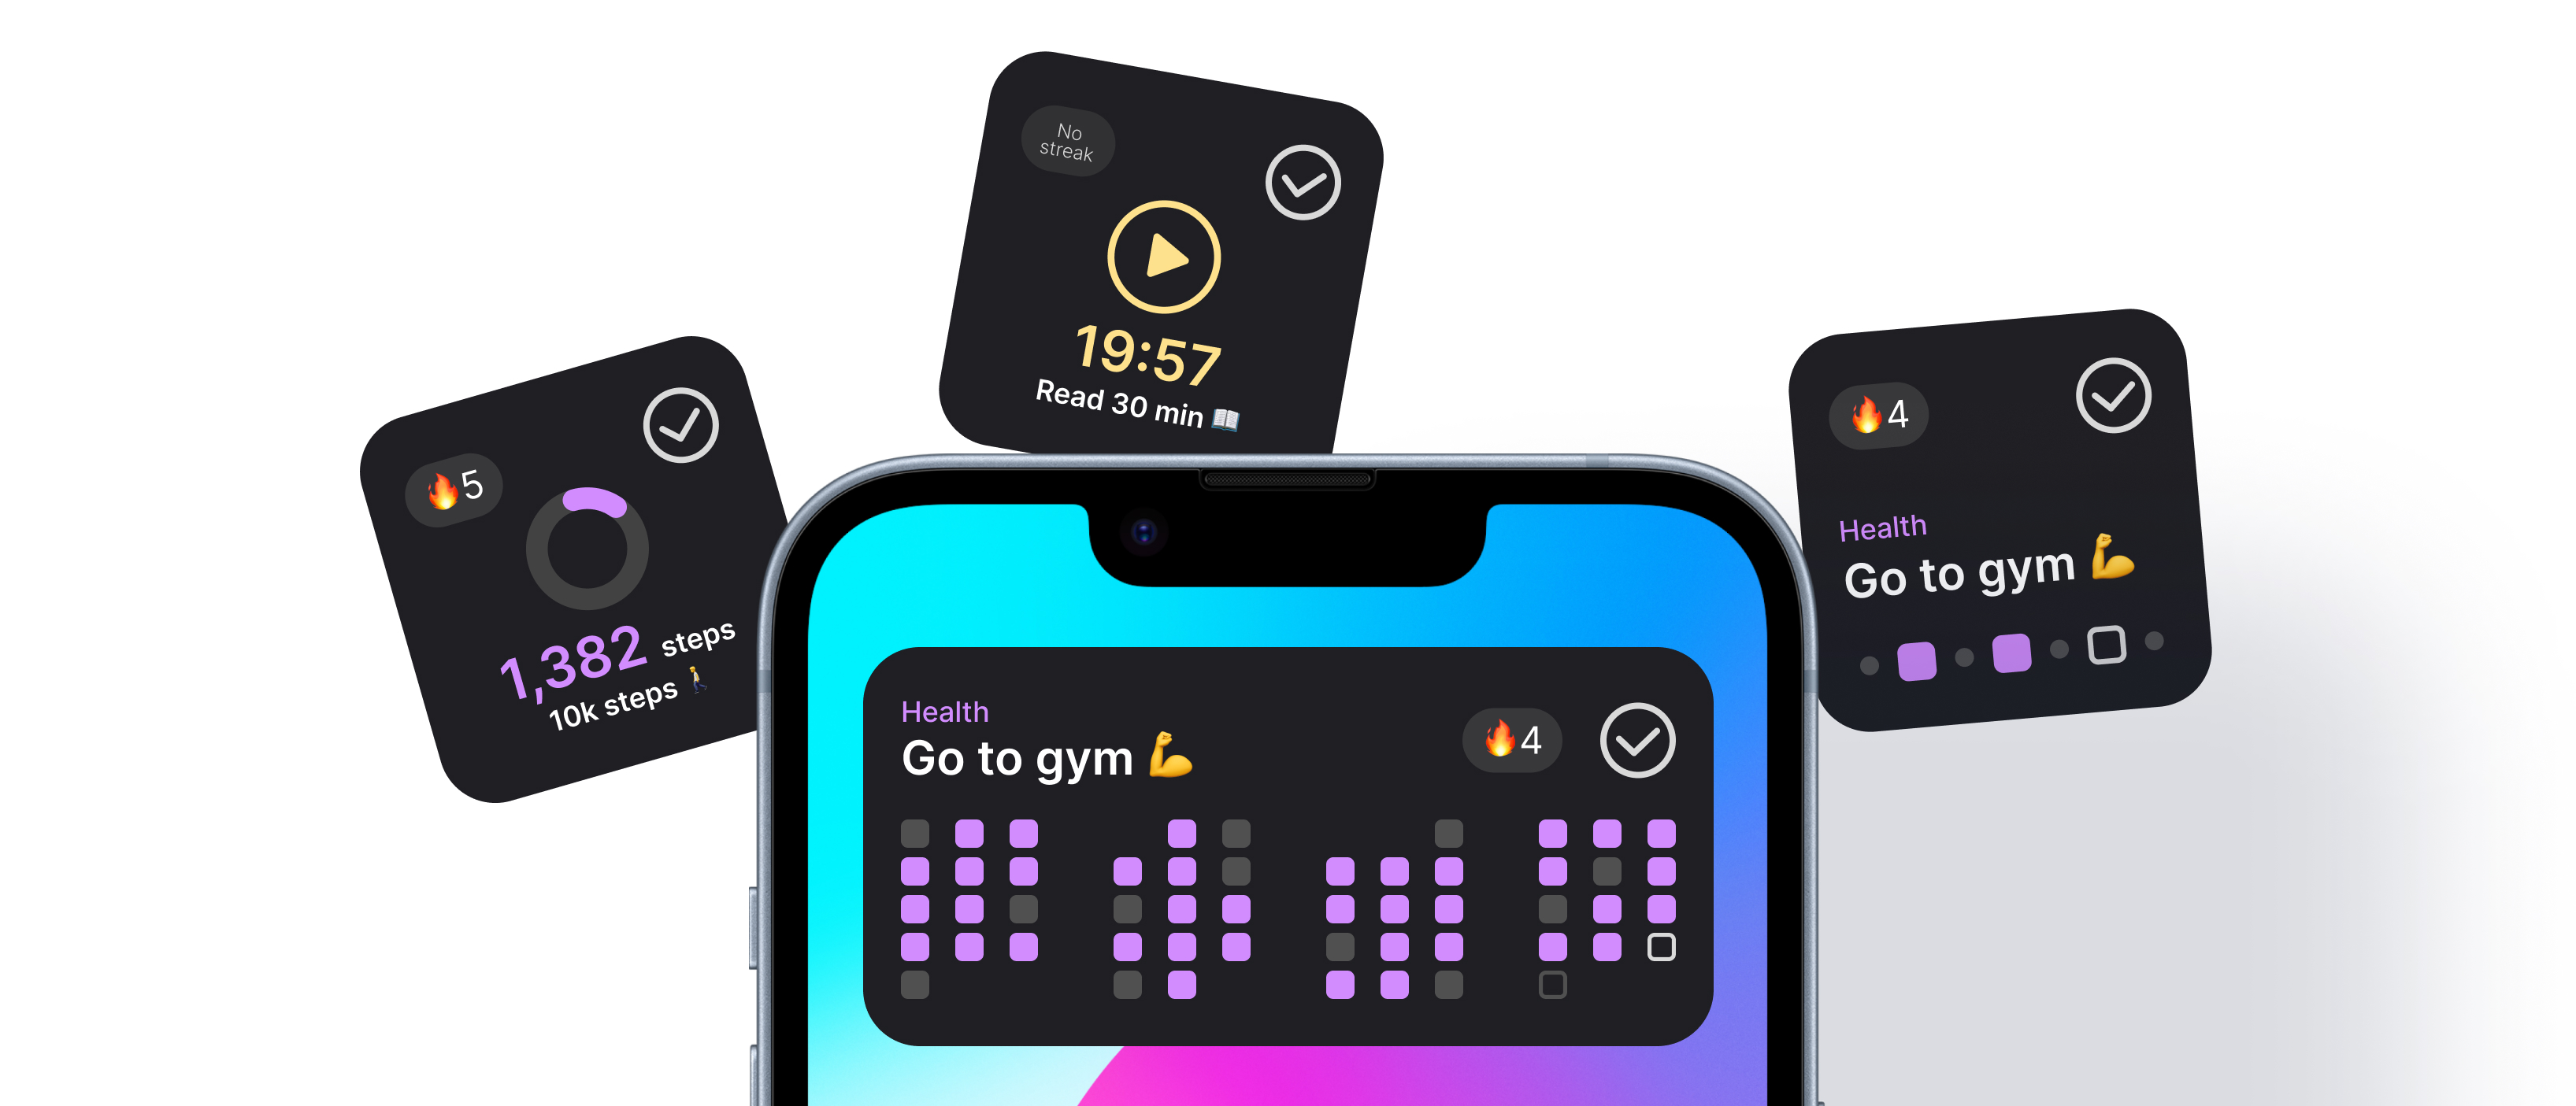 No
streak
19:57
Read 30 min 📖
🔥5
1,382 steps
10k steps 🚶
🔥4
Health
Go to gym 💪
Health
Go to gym 💪
🔥4